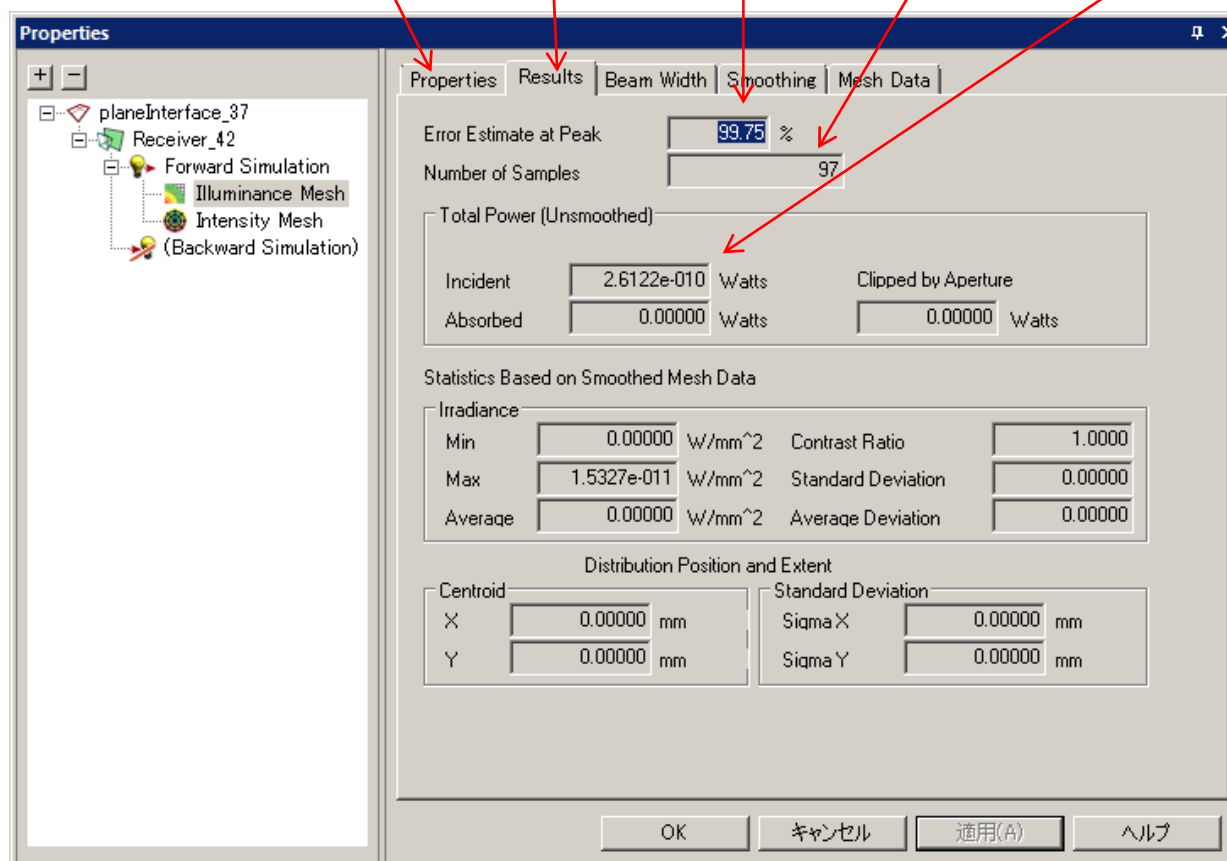 Properties
planeInterface_37
Receiver_42
Forward Simulation
Illuminance Mesh
Intensity Mesh
(Backward Simulation)
Properties Results Beam Width Smoothing Mesh Data
Error Estimate at Peak 99.75 %
Number of Samples 97
Total Power (Unsmoothed)
Incident 2.6122e-010 Watts Clipped by Aperture
Absorbed 0.00000 Watts 0.00000 Watts
Statistics Based on Smoothed Mesh Data
Irradiance
Min 0.00000 W/mm^2 Contrast Ratio 1.0000
Max 1.5327e-011 W/mm^2 Standard Deviation 0.00000
Average 0.00000 W/mm^2 Average Deviation 0.00000
Distribution Position and Extent
Centroid Standard Deviation
X 0.00000 mm Sigma X 0.00000 mm
Y 0.00000 mm Sigma Y 0.00000 mm
OK キャンセル 適用(A) ヘルプ